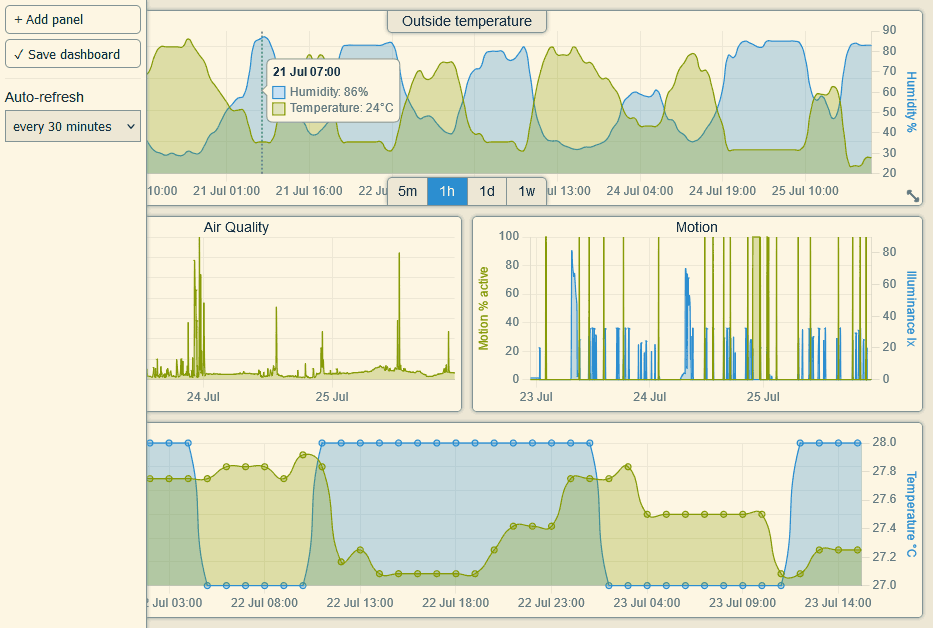 + Add panel
✓ Save dashboard
Auto-refresh
every 30 minutes
Outside temperature
90
80
70
60
50
40
30
20
Humidity %
21 Jul 07:00
Humidity: 86%
Temperature: 24°C
10:00 21 Jul 01:00 21 Jul 16:00 22 Ju ul 13:00 24 Jul 04:00 24 Jul 19:00 25 Jul 10:00
5m 1h 1d 1w
Air Quality
24 Jul 25 Jul
Motion
100
80
60
40
20
0
Motion % active
80
60
40
20
0
Illuminance lx
23 Jul 24 Jul 25 Jul
28.0
27.8
27.6
27.4
27.2
27.0
Temperature °C
Jul 03:00 22 Jul 08:00 22 Jul 13:00 22 Jul 18:00 22 Jul 23:00 23 Jul 04:00 23 Jul 09:00 23 Jul 14:00